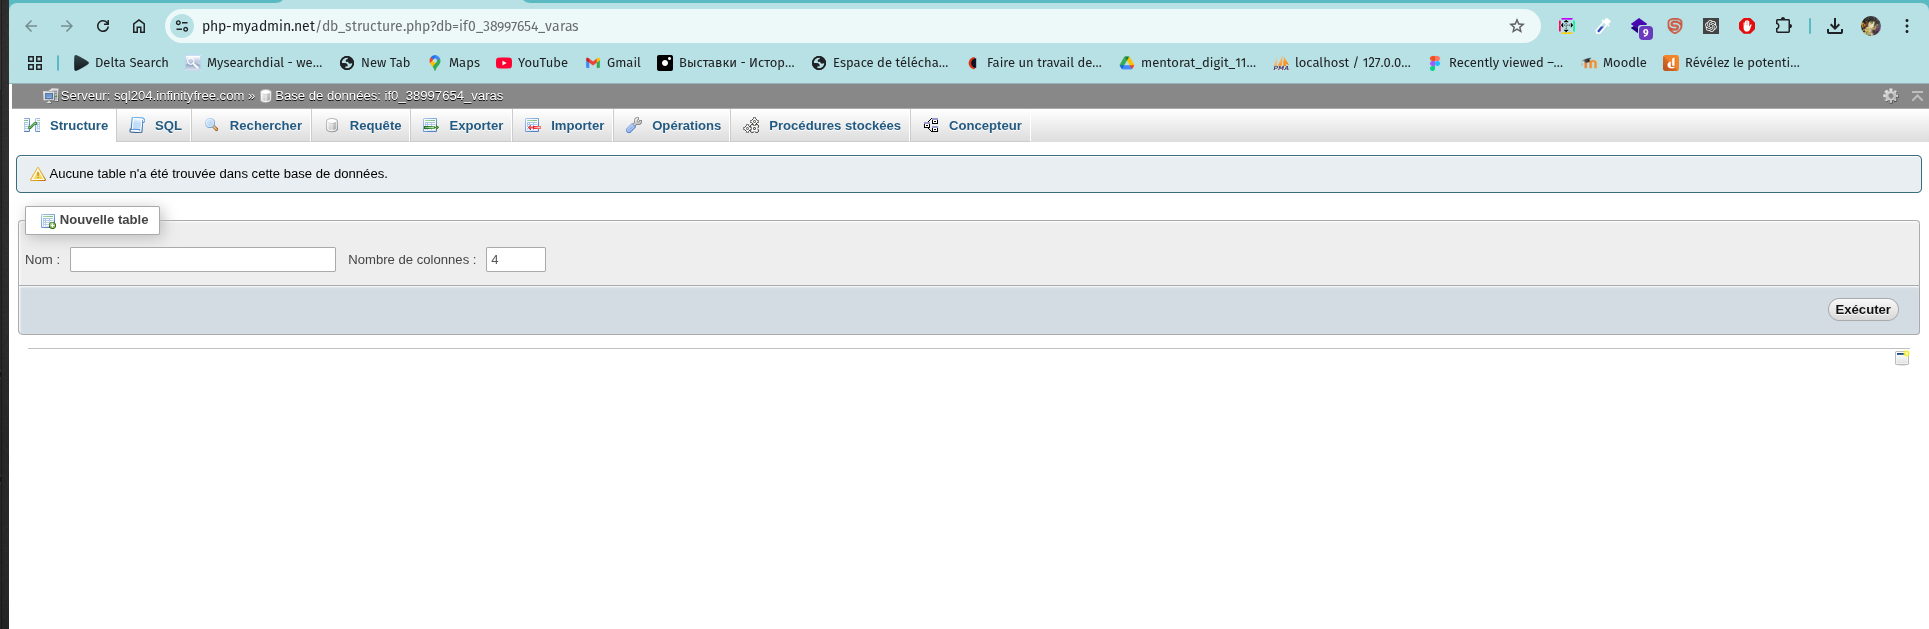 php-myadmin.net/db_structure.php?db=if0_38997654_varas
9
Delta Search Mysearchdial - we... New Tab Maps YouTube Gmail Выставки - Истор... Espace de télécha... Faire un travail de... mentorat_digit_11... localhost / 127.0.0... Recently viewed –... Moodle Révélez le potenti...
Serveur: sql204.infinityfree.com » Base de données: if0_38997654_varas
Structure SQL Rechercher Requête Exporter Importer Opérations Procédures stockées Concepteur
Aucune table n'a été trouvée dans cette base de données.
Nouvelle table
Nom : Nombre de colonnes : 4
Exécuter